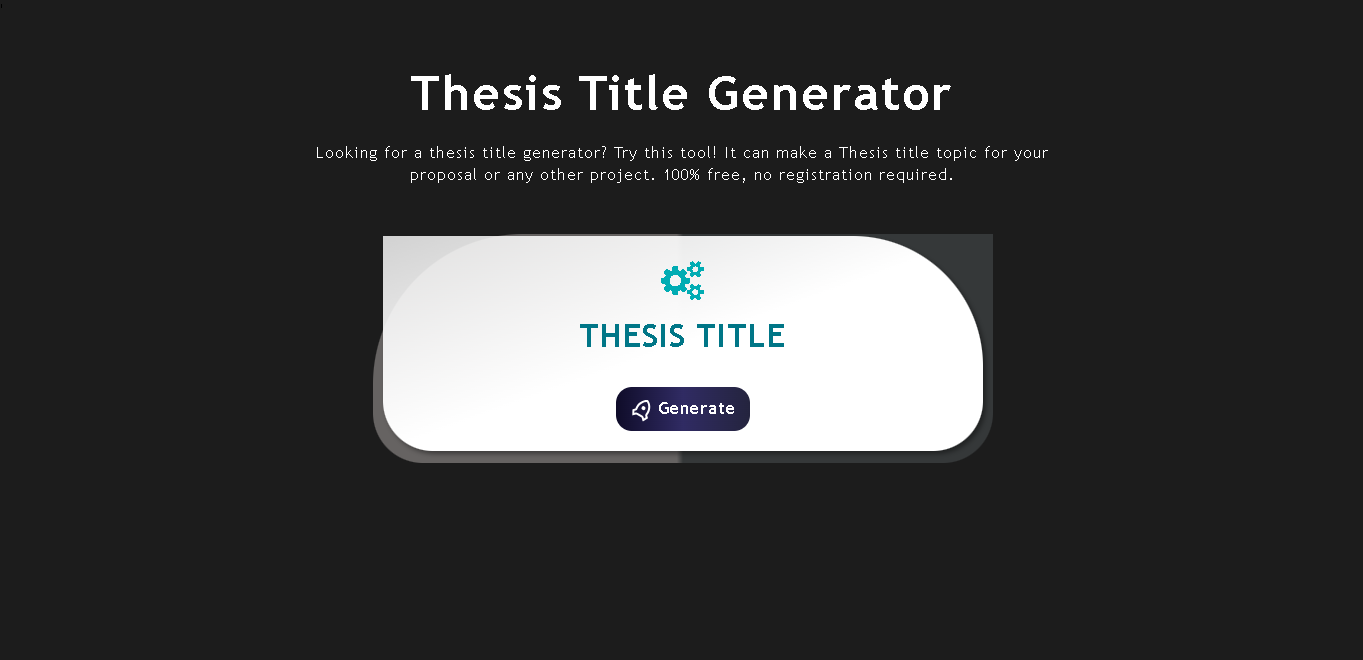 Thesis Title Generator
Looking for a thesis title generator? Try this tool! It can make a Thesis title topic for your
proposal or any other project. 100% free, no registration required.
THESIS TITLE
Generate